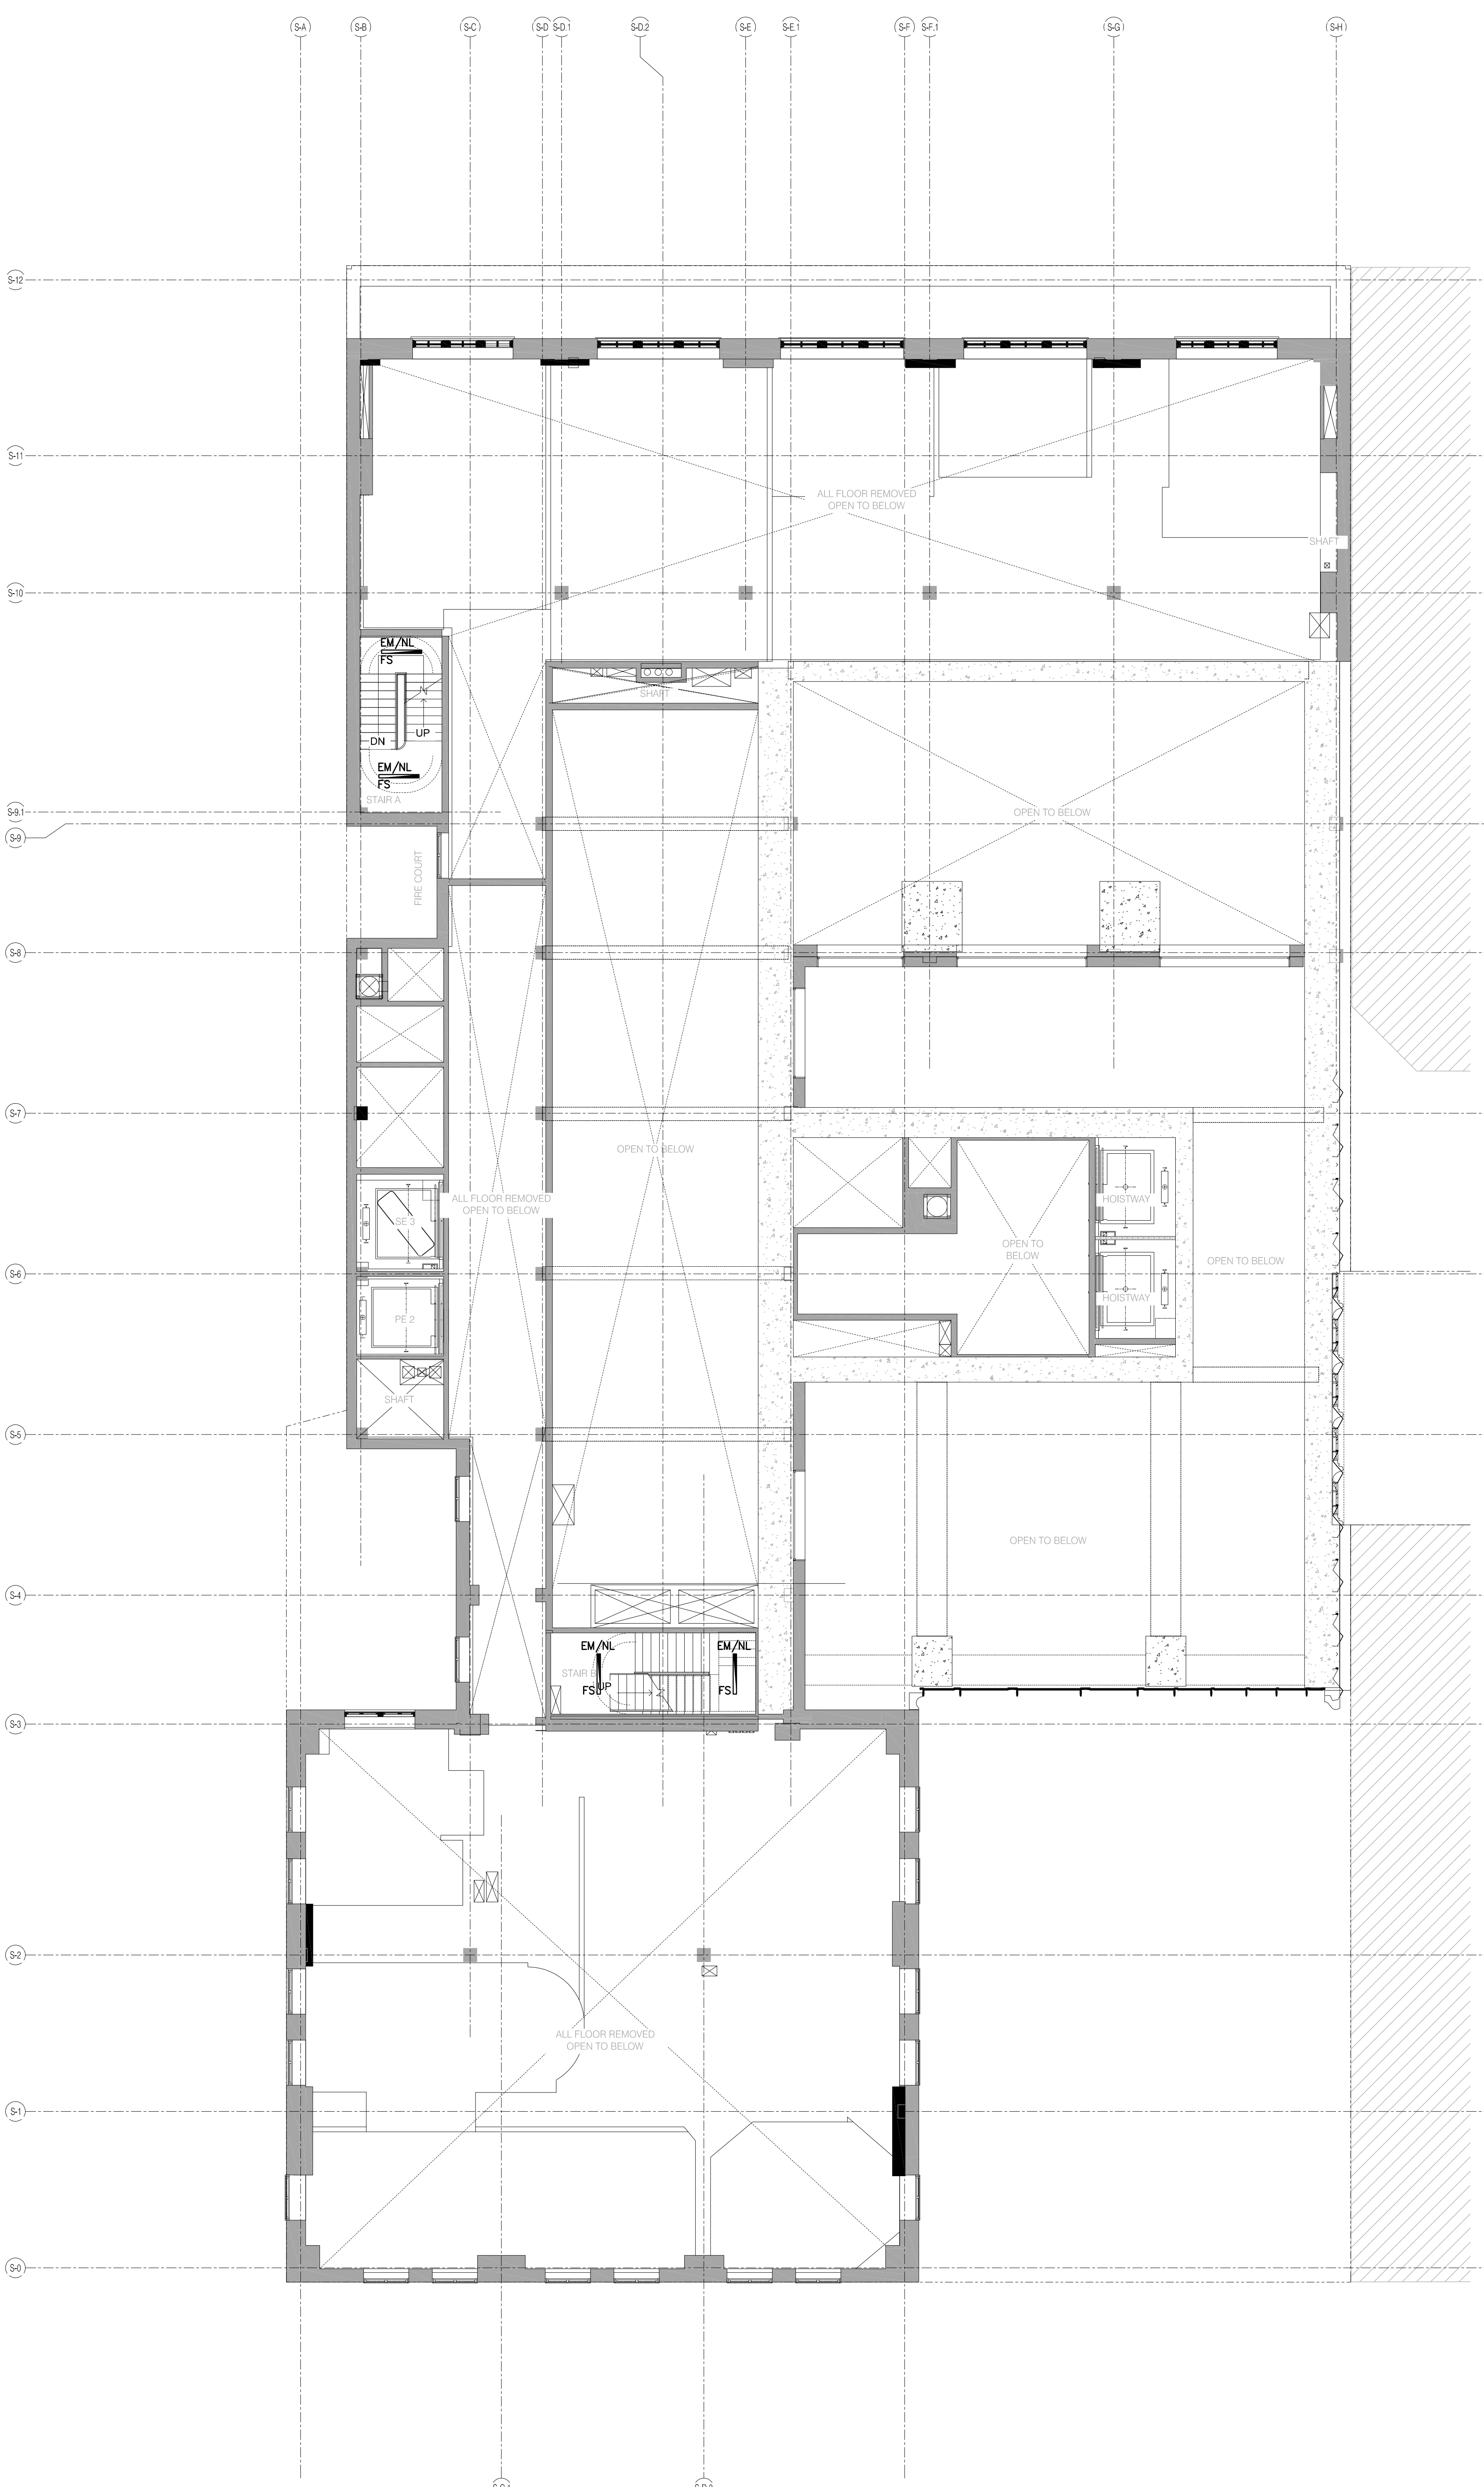 S-A
S-B
S-C
S-D
S-D.1
S-D.2
S-E
S-E.1
S-F
S-F.1
S-G
S-H
S-12
S-11
ALL FLOOR REMOVED
OPEN TO BELOW
SHAFT
S-10
EM/NL
FS
SHAFT
DN
UP
EM/NL
FS
STAIR A
S-9.1
OPEN TO BELOW
S-9
FIRE COURT
S-8
S-7
OPEN TO BELOW
ALL FLOOR REMOVED
OPEN TO BELOW
HOISTWAY
SE 3
OPEN TO
BELOW
OPEN TO BELOW
S-6
HOISTWAY
PE 2
SHAFT
S-5
OPEN TO BELOW
S-4
EM/NL
EM/NL
STAIR B
UP
FS
FS
S-3
S-2
ALL FLOOR REMOVED
OPEN TO BELOW
S-1
S-0